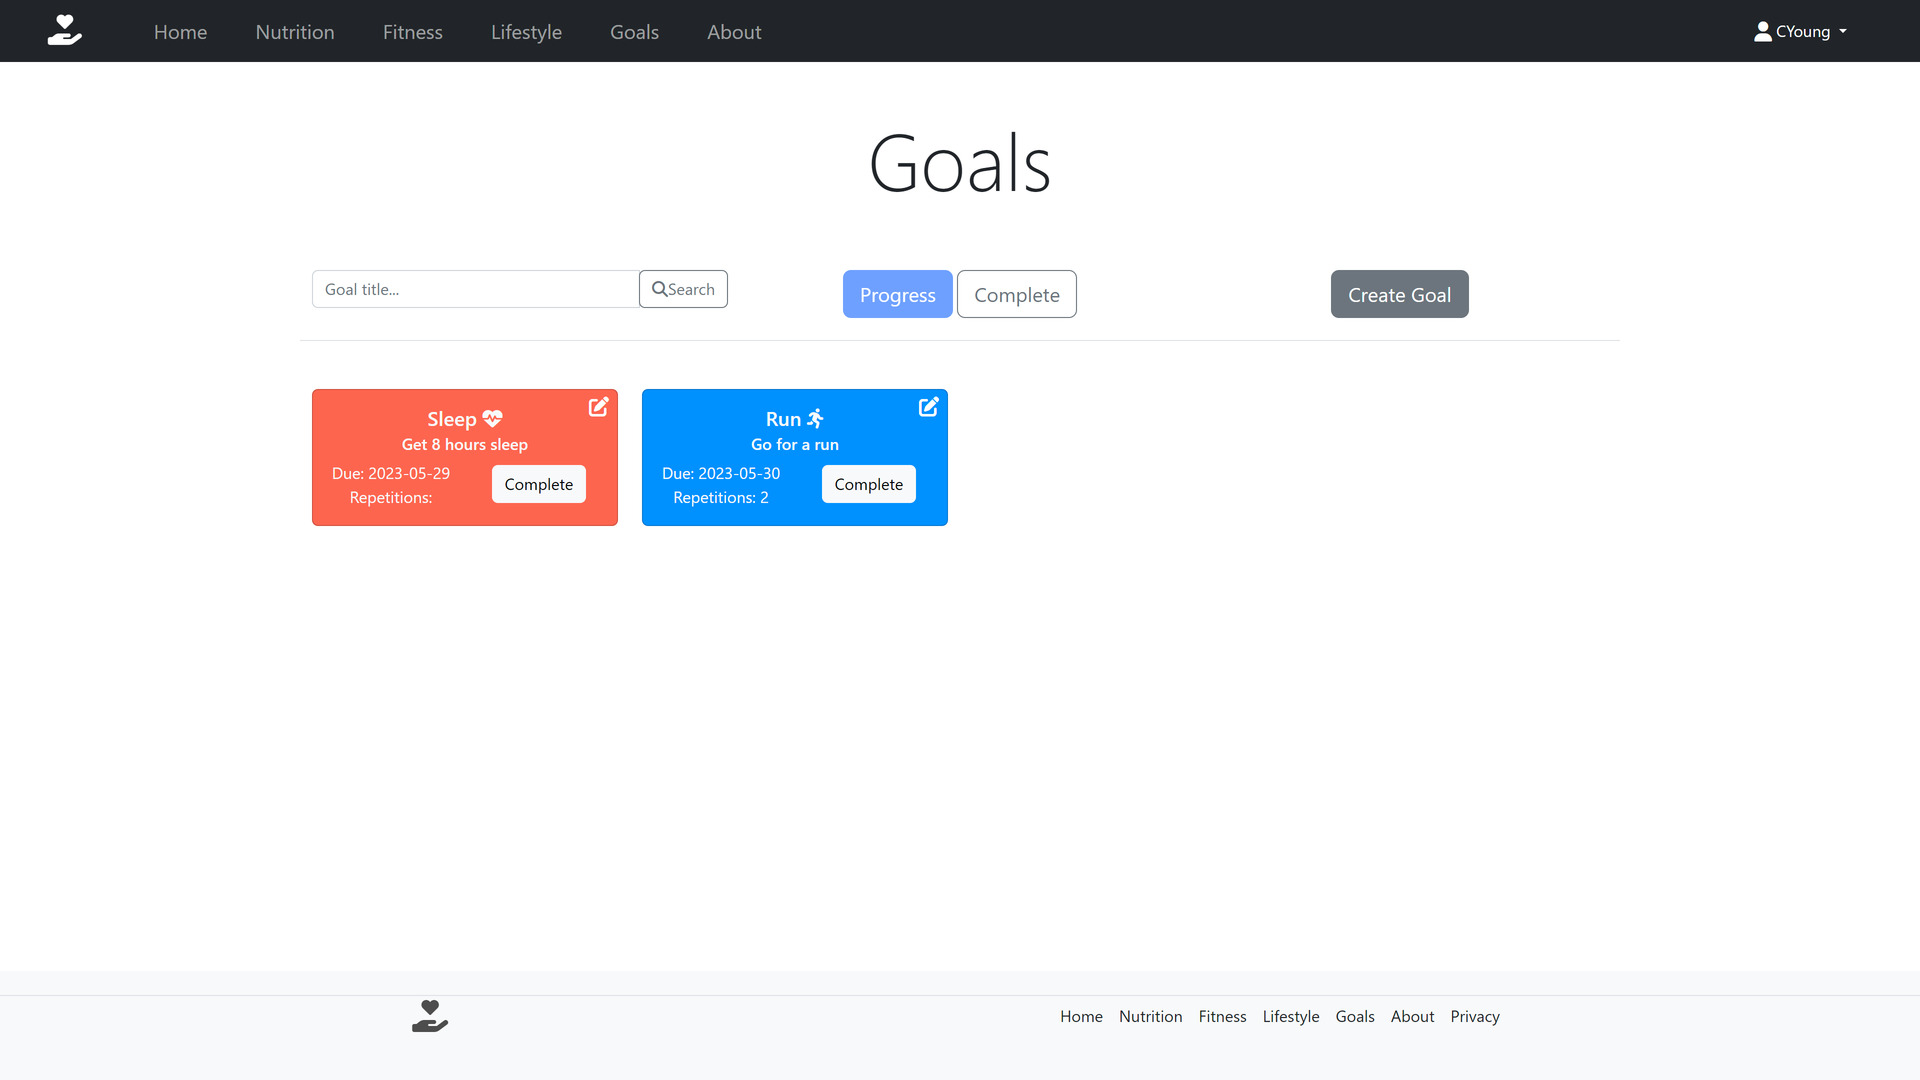 Home Nutrition Fitness Lifestyle Goals About CYoung
Goals
Goal title... Search Progress Complete Create Goal
Sleep
Get 8 hours sleep
Due: 2023-05-29
Repetitions:
Complete
Run
Go for a run
Due: 2023-05-30
Repetitions: 2
Complete
Home Nutrition Fitness Lifestyle Goals About Privacy